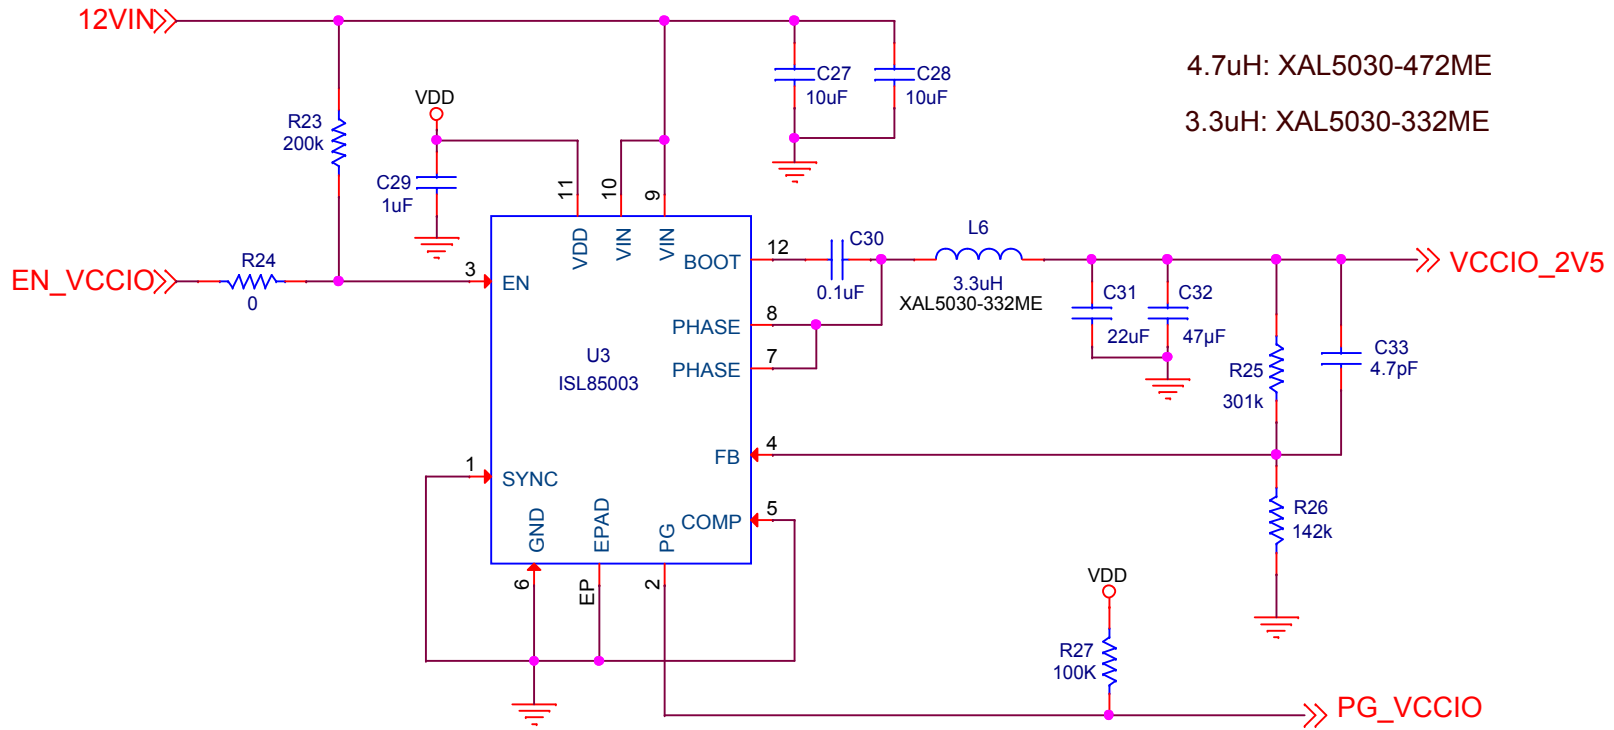 12VIN
4.7uH: XAL5030-472ME
3.3uH: XAL5030-332ME
C27
10uF
C28
10uF
VDD
R23
200k
C29
1uF
11
10
9
VDD
VIN
VIN
EN_VCCIO
R24
0
3
EN
BOOT
12
C30
0.1uF
L6
3.3uH
XAL5030-332ME
VCCIO_2V5
PHASE
8
PHASE
7
U3
ISL85003
C31
22uF
C32
47µF
R25
301k
C33
4.7pF
FB
4
1
SYNC
COMP
5
GND
EPAD
PG
6
EP
2
R26
142k
VDD
R27
100K
PG_VCCIO